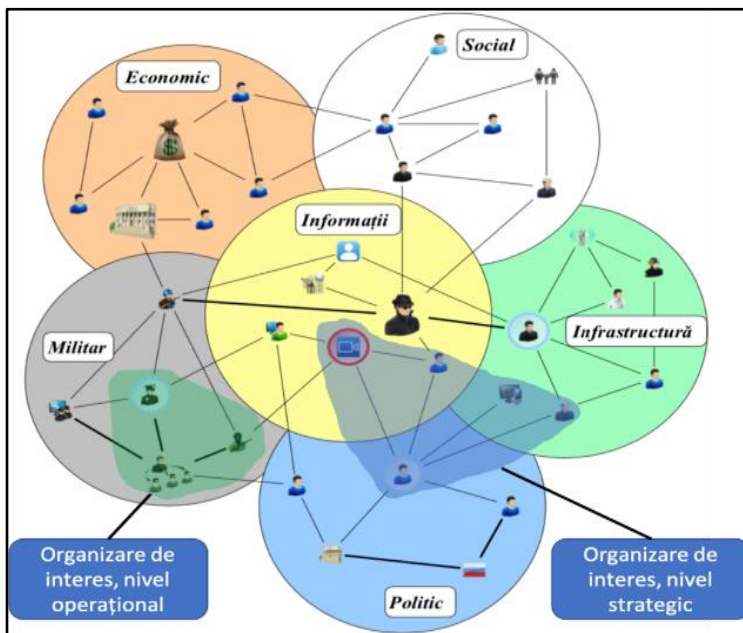 Social
Economic
Informații
Infrastructură
Militar
Organizare de
interes, nivel
operațional
Organizare de
interes, nivel
strategic
Politic
$